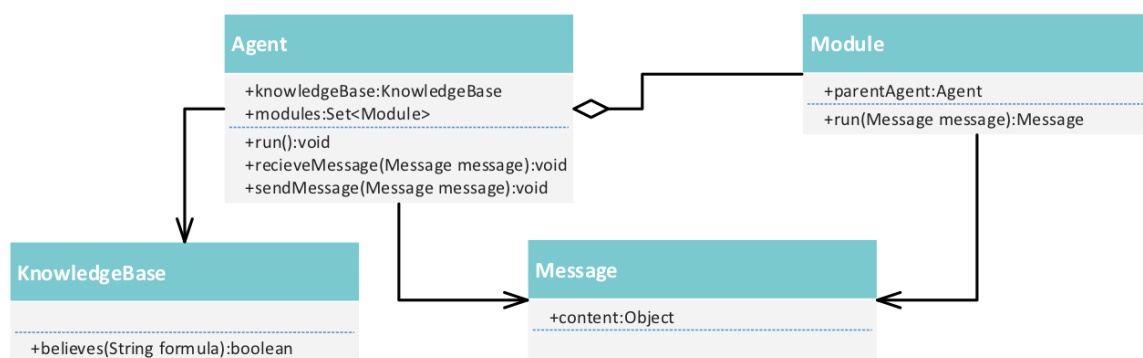 Agent
+knowledgeBase:KnowledgeBase
+modules:Set<Module>
+run():void
+recieveMessage(Message message):void
+sendMessage(Message message):void
Module
+parentAgent:Agent
+run(Message message):Message
KnowledgeBase
+believes(String formula):boolean
Message
+content:Object